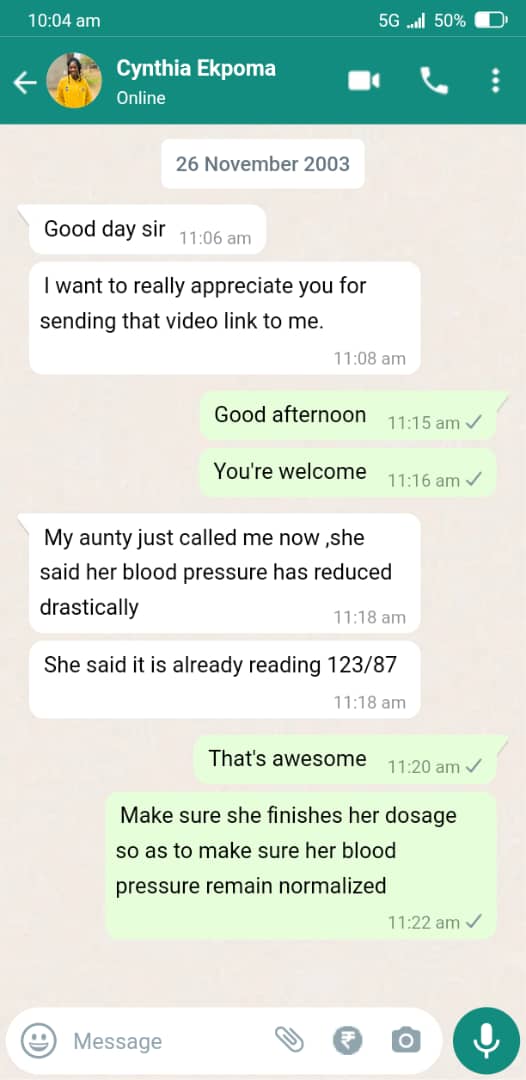 10:04 am 5G 50%
Cynthia Ekpoma
Online
26 November 2003
Good day sir 11:06 am
I want to really appreciate you for
sending that video link to me.
11:08 am
Good afternoon 11:15 am
You're welcome 11:16 am
My aunty just called me now ,she
said her blood pressure has reduced
drastically 11:18 am
She said it is already reading 123/87
11:18 am
That's awesome 11:20 am
Make sure she finishes her dosage
so as to make sure her blood
pressure remain normalized
11:22 am
Message ₹